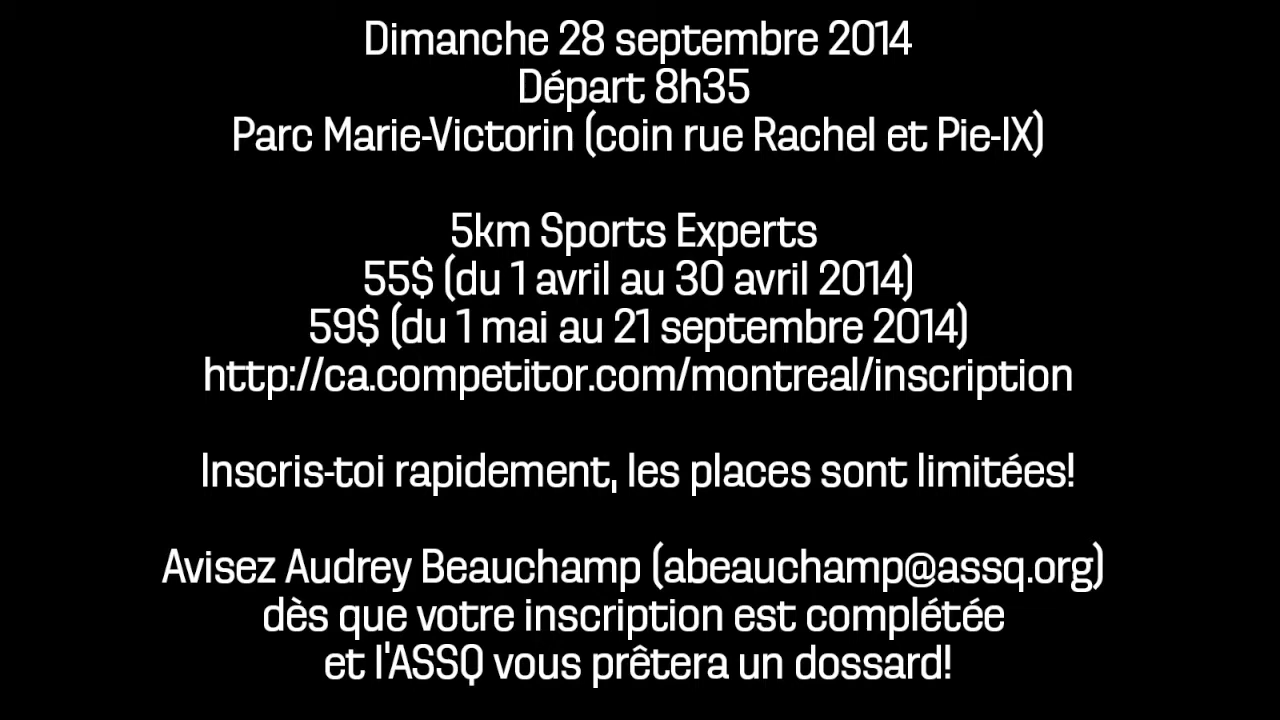 Dimanche 28 septembre 2014
Départ 8h35
Parc Marie-Victorin (coin rue Rachel et Pie-IX)
5km Sports Experts
55$ (du 1 avril au 30 avril 2014)
59$ (du 1 mai au 21 septembre 2014)
http://ca.competitor.com/montreal/inscription
Inscris-toi rapidement, les places sont limitées!
Avisez Audrey Beauchamp (abeauchamp@assq.org)
dès que votre inscription est complétée
et l'ASSQ vous prêtera un dossard!